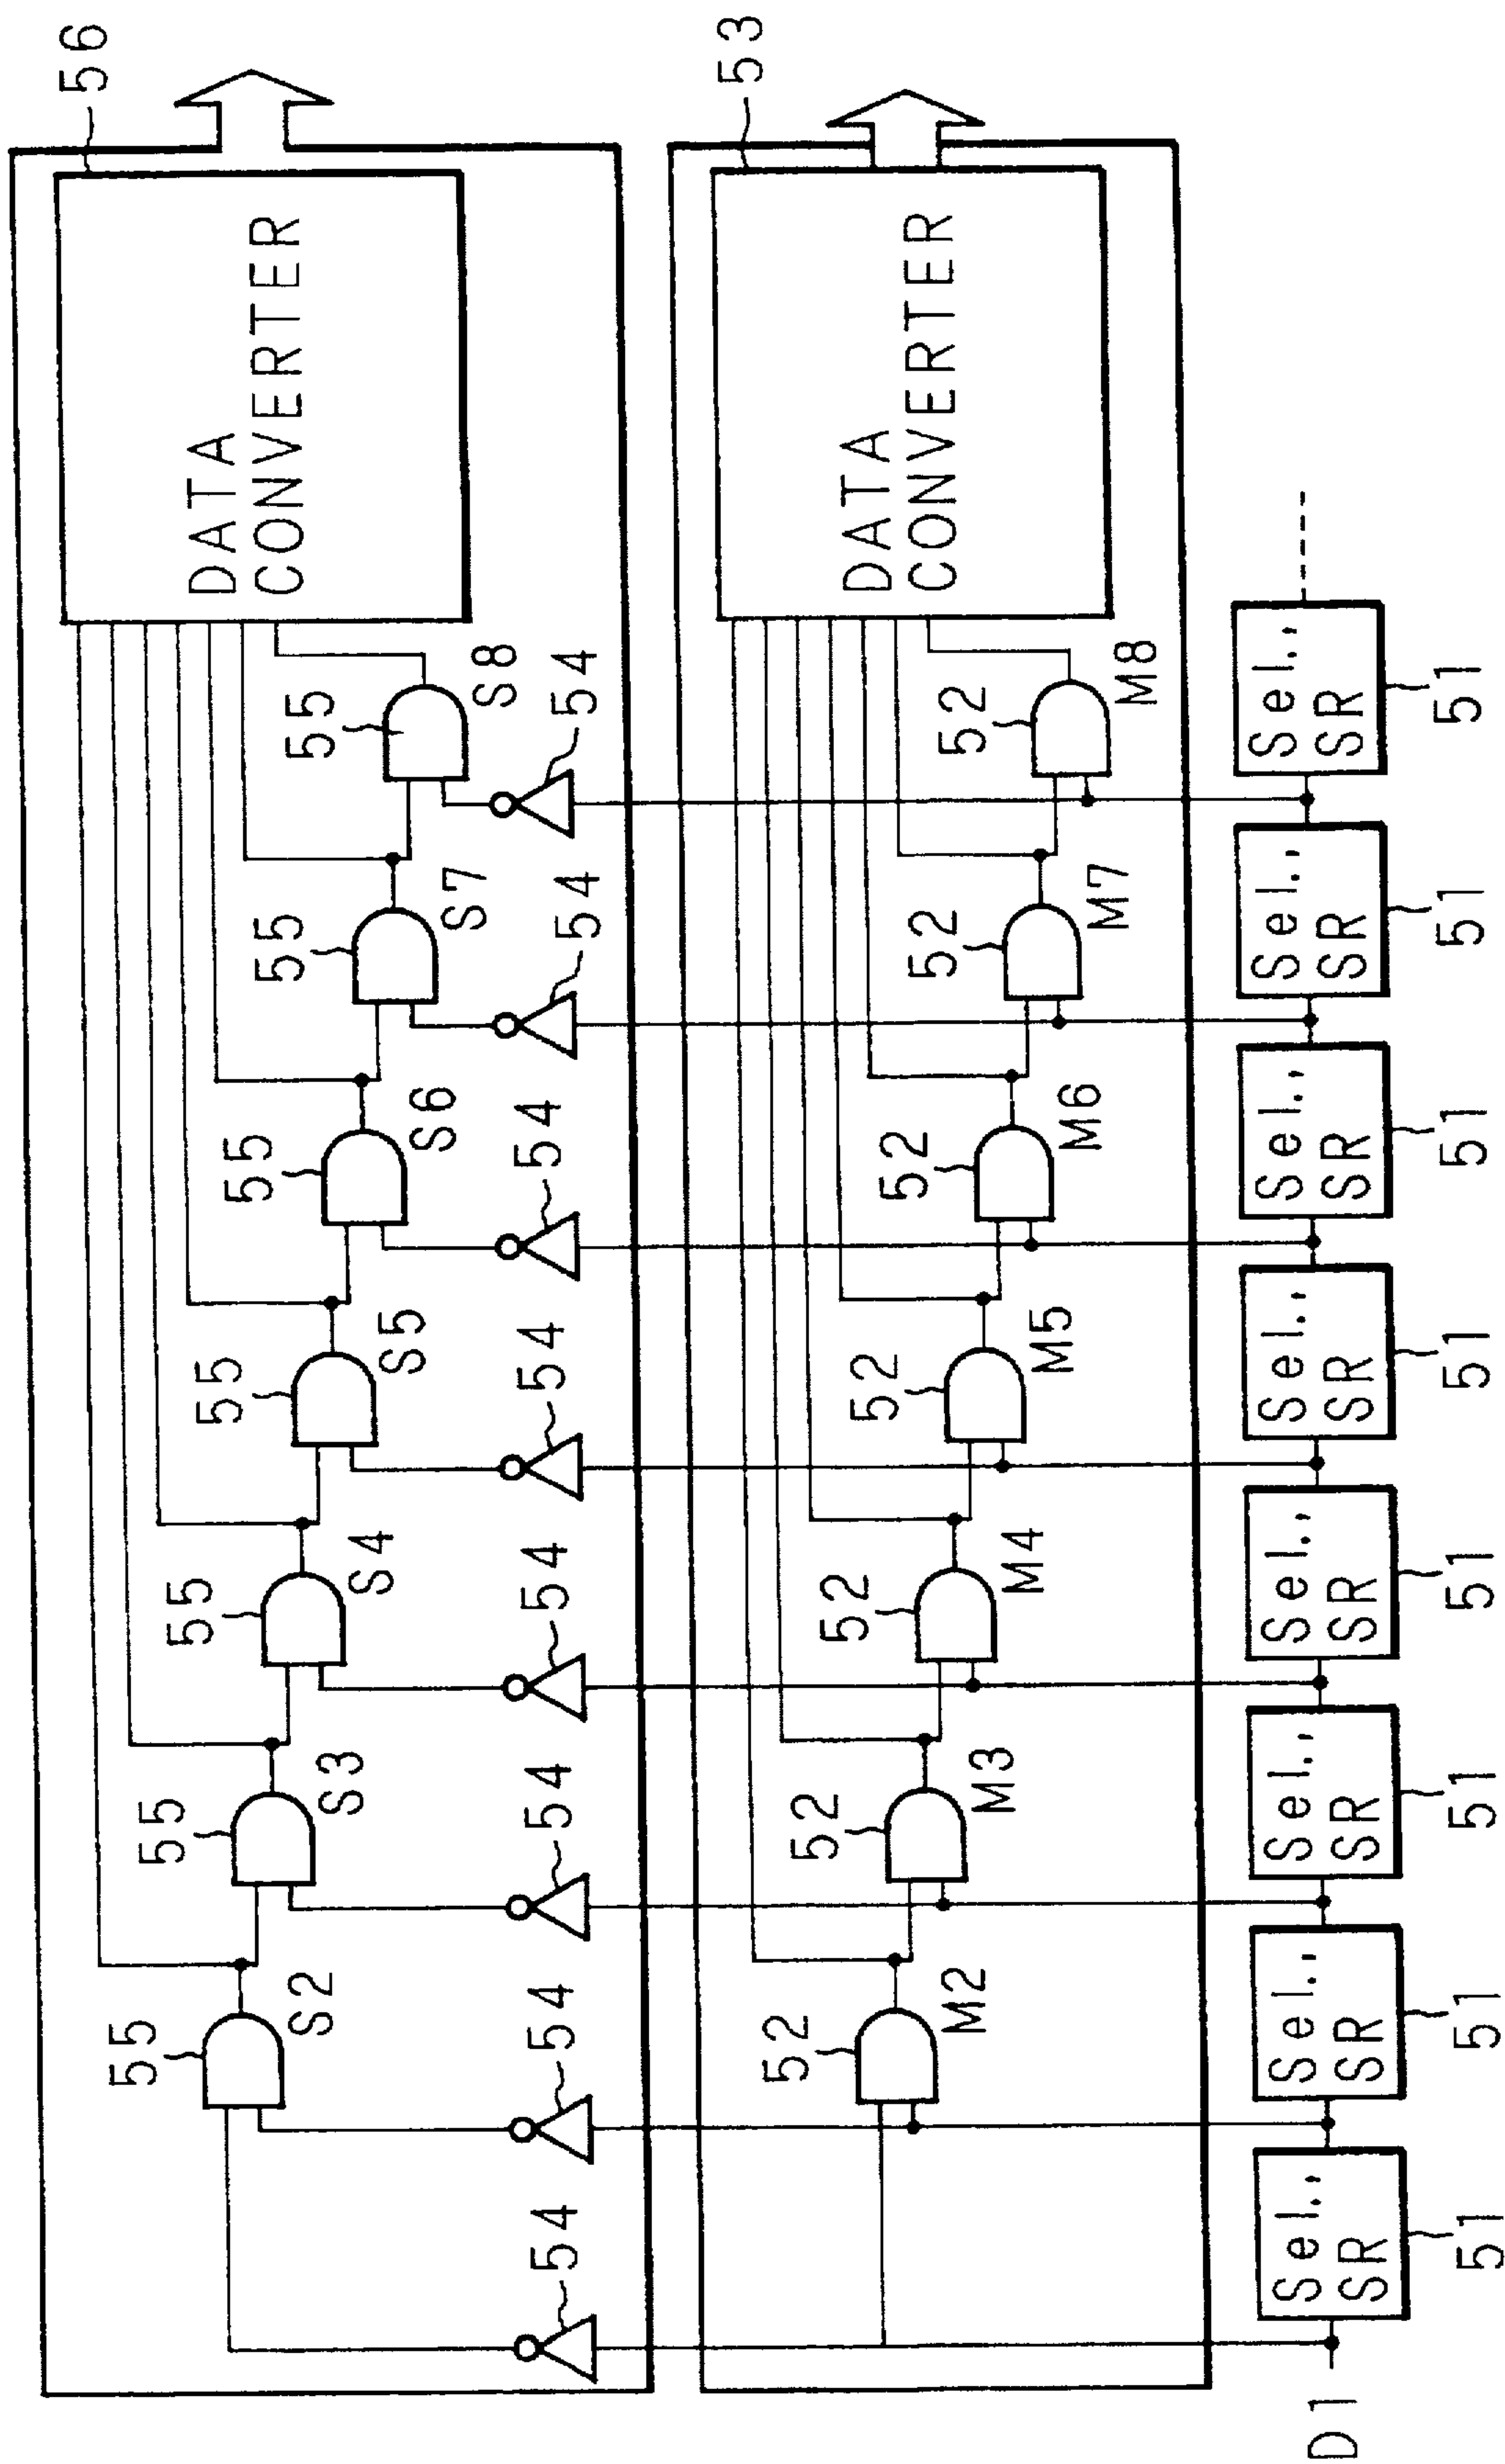 56
DATA
CONVERTER
55
S8
55
S7
55
S6
55
S5
55
S4
55
S3
55
S2
54
54
54
54
54
54
54
54
53
DATA
CONVERTER
52
M8
52
M7
52
M6
52
M5
52
M4
52
M3
52
M2
D1
Sel.,
SR
51
Sel.,
SR
51
Sel.,
SR
51
Sel.,
SR
51
Sel.,
SR
51
Sel.,
SR
51
Sel.,
SR
51
Sel.,
SR
51